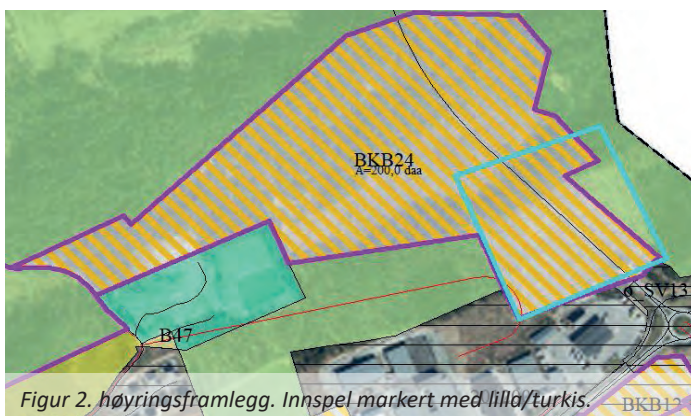 BKB24
A=200,0 daa
SV13
B47
Figur 2. høyringsframlegg. Innspel markert med lilla/turkis.
BKB12